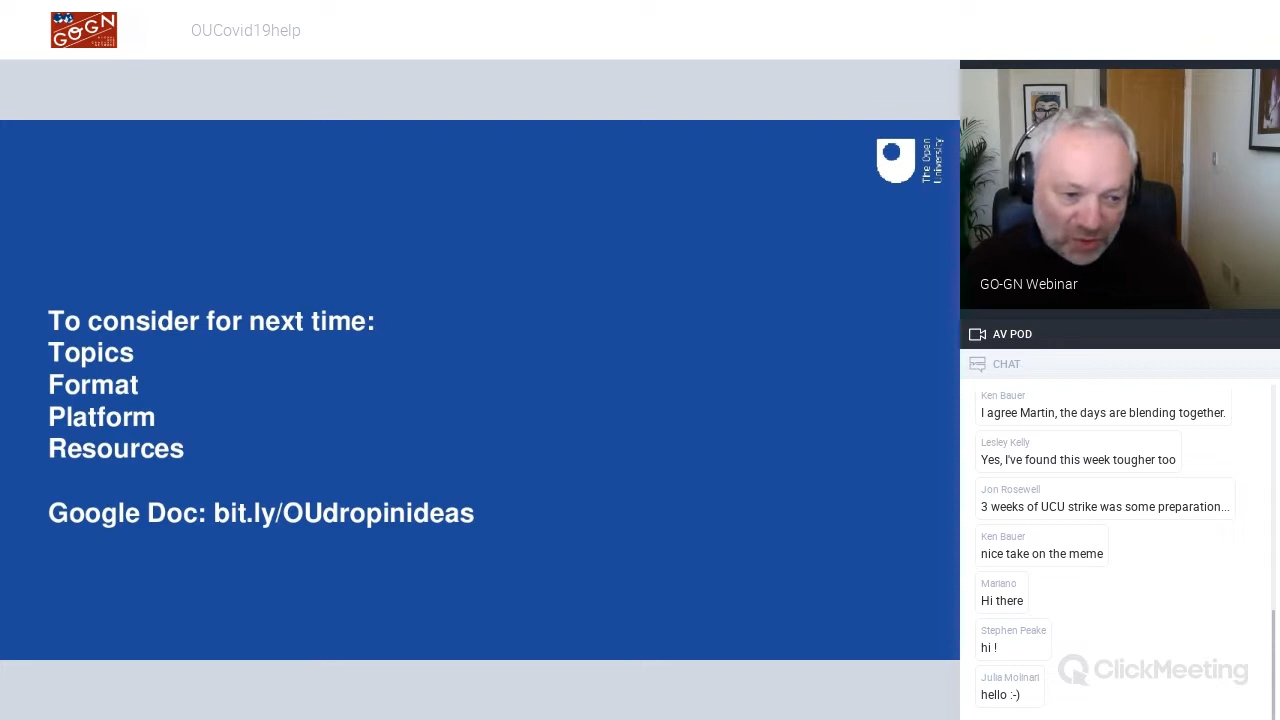 GO-GN
OUCovid19help
The Open
University
To consider for next time:
Topics
Format
Platform
Resources
Google Doc: bit.ly/OUdropinideas
GO-GN Webinar
AV POD
CHAT
Ken Bauer
I agree Martin, the days are blending together.
Lesley Kelly
Yes, I've found this week tougher too
Jon Rosewell
3 weeks of UCU strike was some preparation...
Ken Bauer
nice take on the meme
Mariano
Hi there
Stephen Peake
hi !
Julia Molinari
hello :-)
ClickMeeting